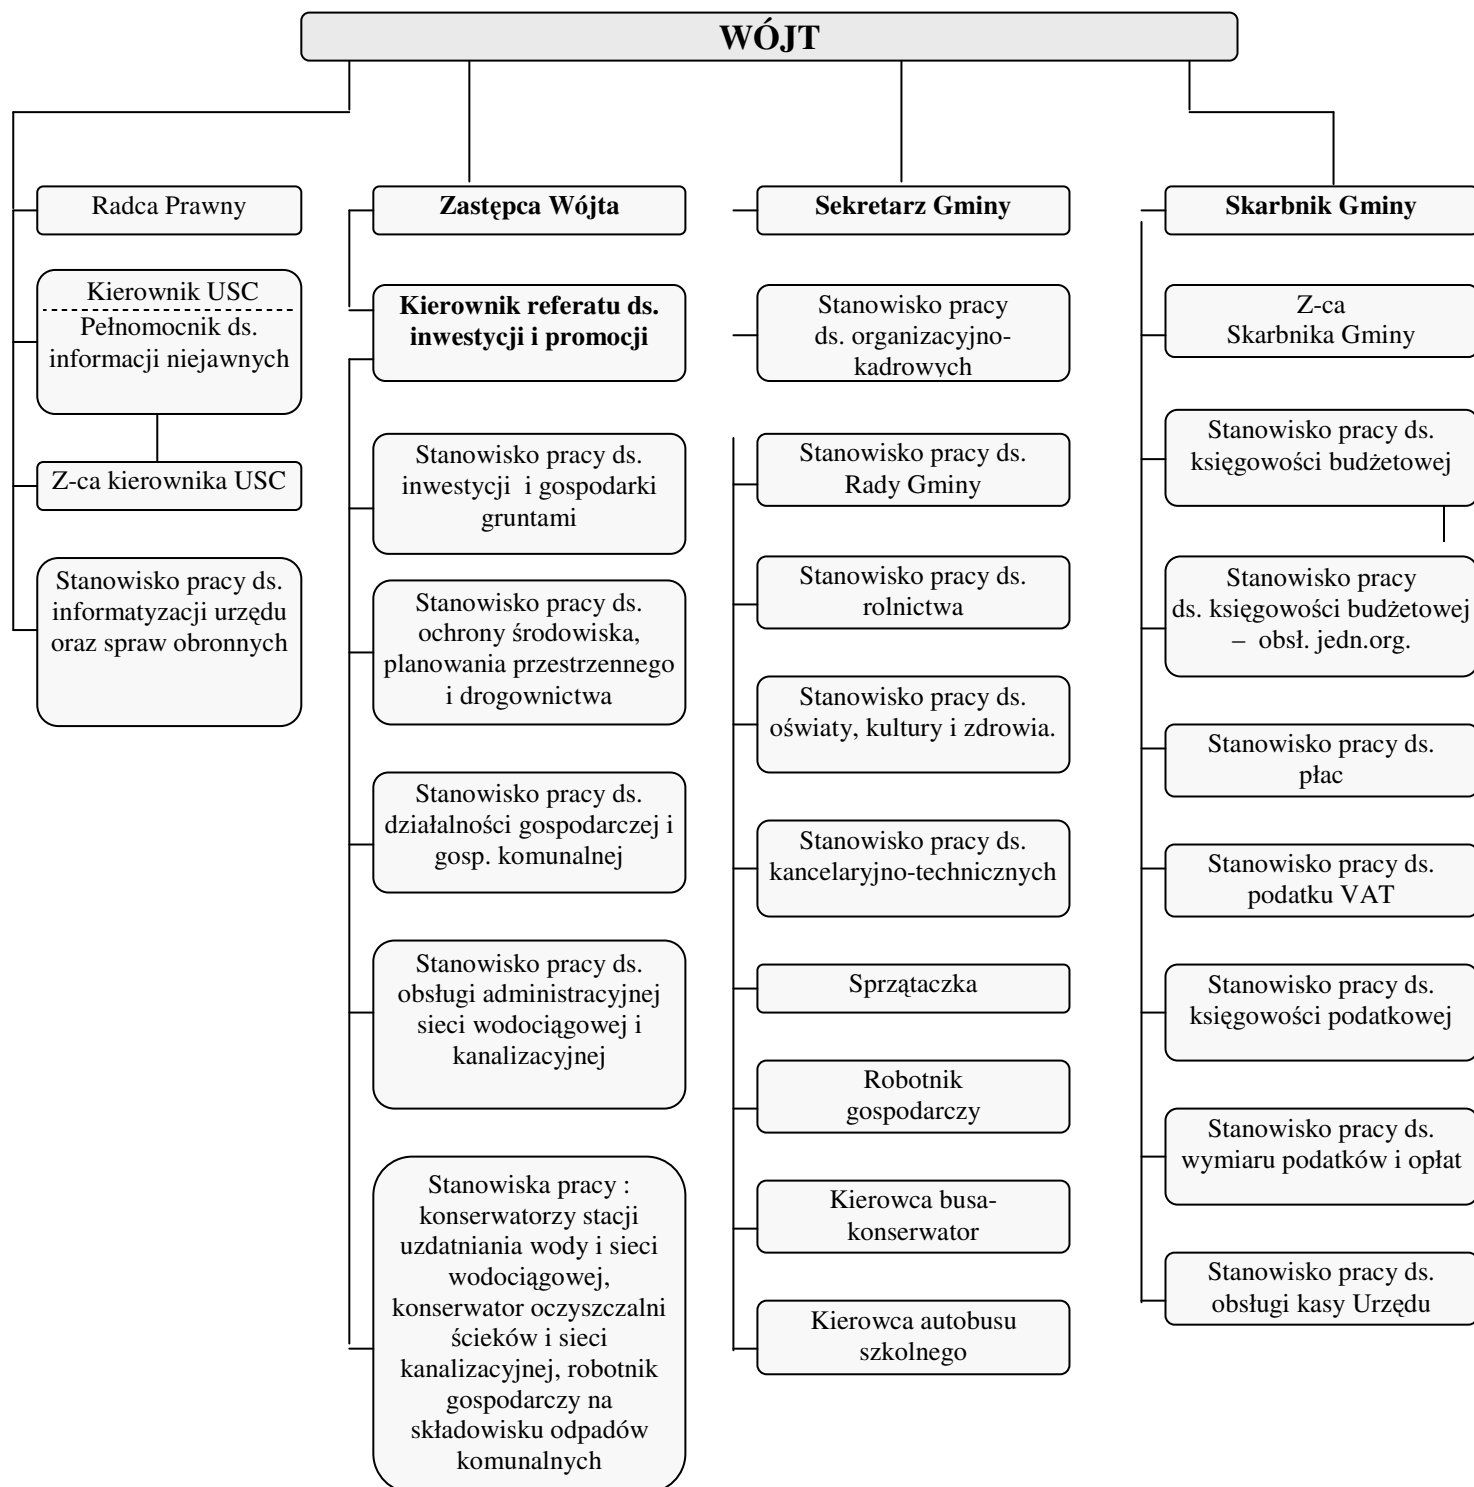 WÓJT
Radca Prawny
Kierownik USC
Pełnomocnik ds.
informacji niejawnych
Z-ca kierownika USC
Stanowisko pracy ds.
informatyzacji urzędu
oraz spraw obronnych
Zastępca Wójta
Kierownik referatu ds.
inwestycji i promocji
Stanowisko pracy ds.
inwestycji i gospodarki
gruntami
Stanowisko pracy ds.
ochrony środowiska,
planowania przestrzennego
i drogownictwa
Stanowisko pracy ds.
działalności gospodarczej i
gosp. komunalnej
Stanowisko pracy ds.
obsługi administracyjnej
sieci wodociągowej i
kanalizacyjnej
Stanowiska pracy :
konserwatorzy stacji
uzdatniania wody i sieci
wodociągowej,
konserwator oczyszczalni
ścieków i sieci
kanalizacyjnej, robotnik
gospodarczy na
składowisku odpadów
komunalnych
Sekretarz Gminy
Stanowisko pracy
ds. organizacyjno-
kadrowych
Stanowisko pracy ds.
Rady Gminy
Stanowisko pracy ds.
rolnictwa
Stanowisko pracy ds.
oświaty, kultury i zdrowia.
Stanowisko pracy ds.
kancelaryjno-technicznych
Sprzątaczka
Robotnik
gospodarczy
Kierowca busa-
konserwator
Kierowca autobusu
szkolnego
Skarbnik Gminy
Z-ca
Skarbnika Gminy
Stanowisko pracy ds.
księgowości budżetowej
Stanowisko pracy
ds. księgowości budżetowej
– obsł. jedn.org.
Stanowisko pracy ds.
płac
Stanowisko pracy ds.
podatku VAT
Stanowisko pracy ds.
księgowości podatkowej
Stanowisko pracy ds.
wymiaru podatków i opłat
Stanowisko pracy ds.
obsługi kasy Urzędu